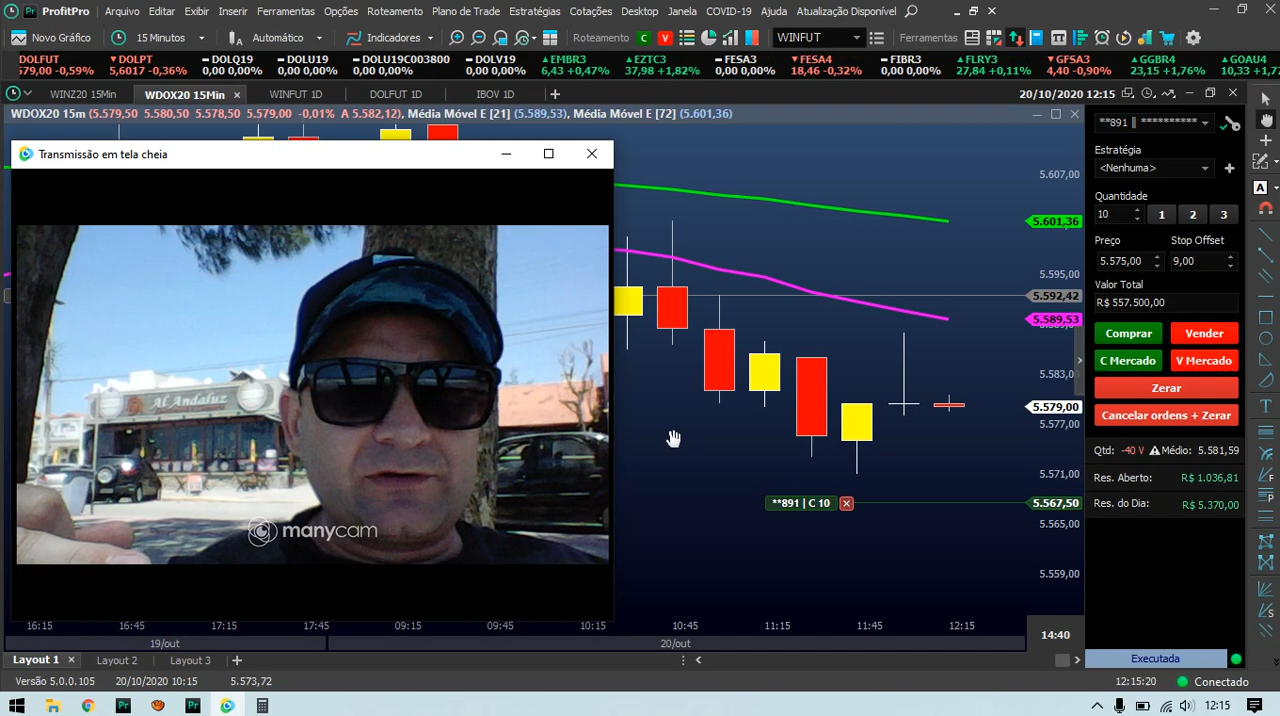 ProfitPro Arquivo Editar Exibir Inserir Ferramentas Opções Roteamento Replay On Trade Estratégias Cotações Desktop Janela COVID-19 Ajuda Atualização Disponível
Novo Gráfico 15 Minutos Automático Indicadores Roteamento C V WINFUT Ferramentas
DOLFUT DOLPT DOLQ19 DOLU19 DOLU19C003800 DOLV19 EMBR3 EZTC3 FESA3 FESA4 FIBR3 FLRY3 GFSA3 GGBR4 GOAU4
579,00 -0,59% 5,6017 -0,36% 0,00 0,00% 0,00 0,00% 0,00 0,00% 0,00 0,00% 6,43 +0,47% 37,98 +1,82% 0,00 0,00% 18,46 -0,32% 0,00 0,00% 27,84 +0,11% 4,40 -0,90% 23,15 +1,76% 10,33 +1,7
WINZ20 15Min WDOX20 15Min WINFUT 1D DOLFUT 1D IBOV 1D 20/10/2020 12:15
WDOX20 15m (5.579,50 5.580,50 5.578,50 5.579,00 -0,01% A 5.582,12), Média Móvel E [21] (5.589,53), Média Móvel E [72] (5.601,36)
Transmissão em tela cheia
Al Andaluz
manycam
5.607,00
5.601,36
5.595,00
5.592,42
5.589,53
5.583,00
5.579,00
5.577,00
5.571,00
**891 | C 10
5.567,50
5.565,00
5.559,00
**891 || **********
Estratégia
<Nenhuma>
Quantidade
10 1 2 3
Preço Stop Offset
5.575,00 9,00
Valor Total
R$ 557.500,00
Comprar Vender
C Mercado V Mercado
Zerar
Cancelar ordens + Zerar
Qtd: -40 V Médio: 5.581,59
Res. Aberto: R$ 1.036,81
Res. do Dia: R$ 5.370,00
16:15 16:45 17:15 17:45 09:15 09:45 10:15 10:45 11:15 11:45 12:15
19/out 20/out
14:40
Layout 1 Layout 2 Layout 3
Executada
Versão 5.0.0.105 20/10/2020 10:15 5.573,72 12:15:20 Conectado
12:15